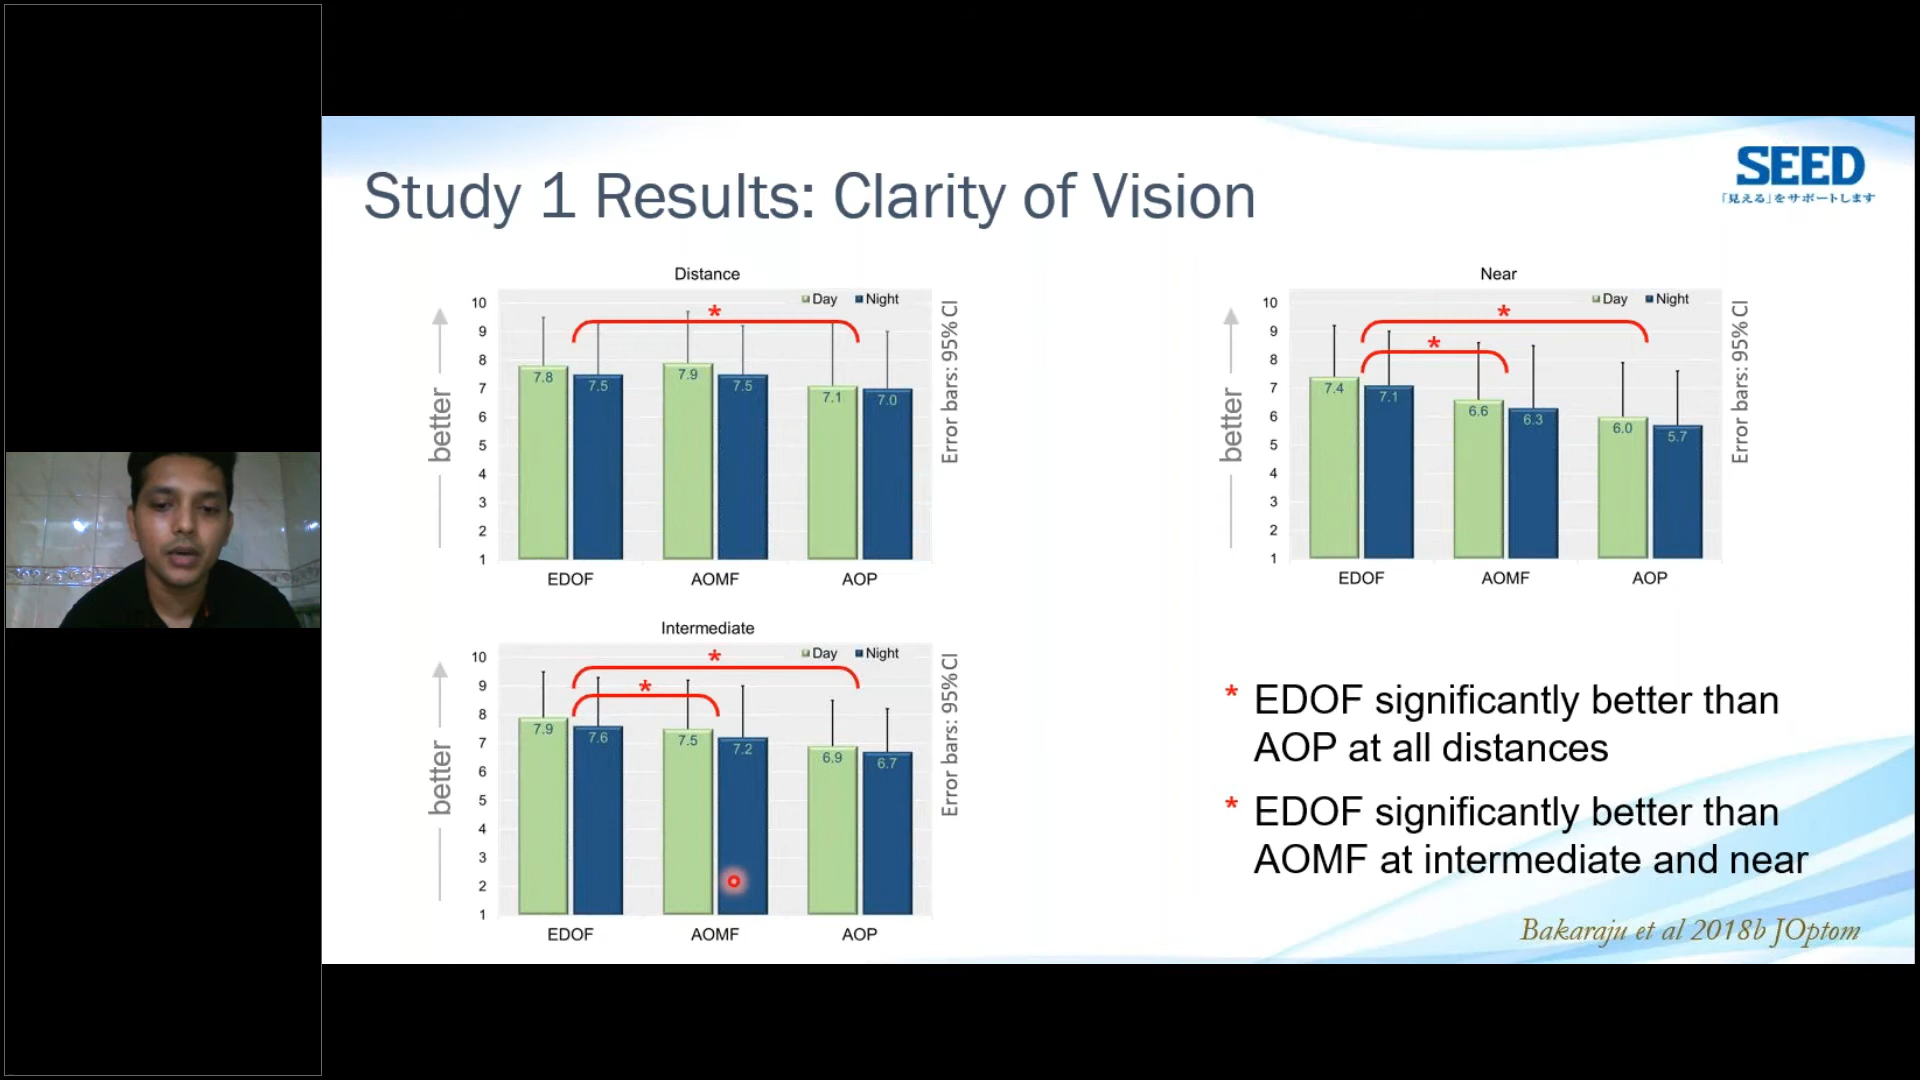 Study 1 Results: Clarity of Vision
SEED
「見える」をサポートします
Distance
Day Night
10
9
8
7
6
5
4
3
2
1
better
7.8 7.5 7.9 7.5 7.1 7.0
*
EDOF AOMF AOP
Error bars: 95% CI
Near
Day Night
10
9
8
7
6
5
4
3
2
1
better
7.4 7.1 6.6 6.3 6.0 5.7
*
*
EDOF AOMF AOP
Error bars: 95% CI
Intermediate
Day Night
10
9
8
7
6
5
4
3
2
1
better
7.9 7.6 7.5 7.2 6.9 6.7
*
*
EDOF AOMF AOP
Error bars: 95% CI
* EDOF significantly better than
AOP at all distances
* EDOF significantly better than
AOMF at intermediate and near
Bakaraju et al 2018b JOptom